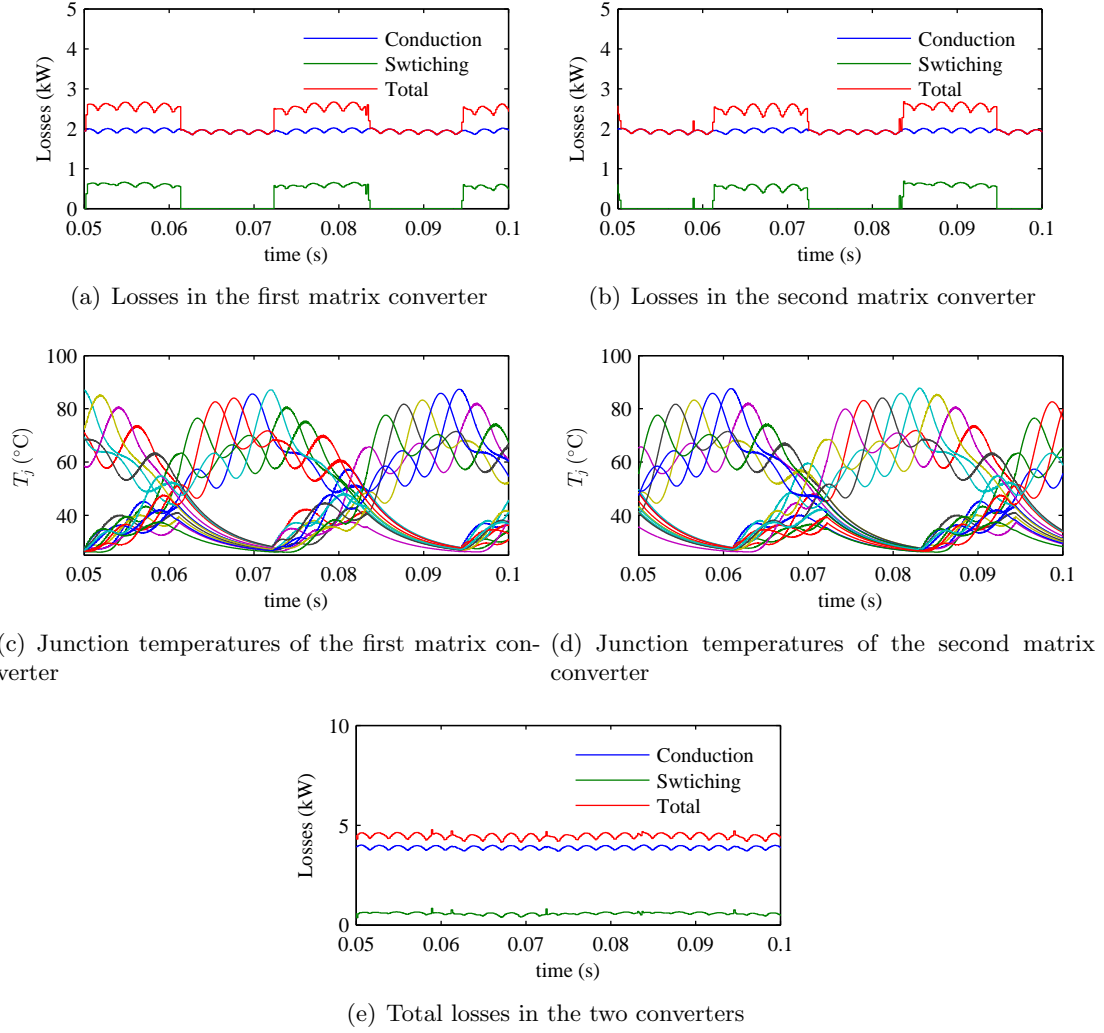 5
4
3
2
1
0
Losses (kW)
Conduction
Swtiching
Total
0.05 0.06 0.07 0.08 0.09 0.1
time (s)
(a) Losses in the first matrix converter
5
4
3
2
1
0
Losses (kW)
Conduction
Swtiching
Total
0.05 0.06 0.07 0.08 0.09 0.1
time (s)
(b) Losses in the second matrix converter
100
80
60
40
T_j (°C)
0.05 0.06 0.07 0.08 0.09 0.1
time (s)
(c) Junction temperatures of the first matrix con-
verter
100
80
60
40
T_j (°C)
0.05 0.06 0.07 0.08 0.09 0.1
time (s)
(d) Junction temperatures of the second matrix
converter
10
5
0
Losses (kW)
Conduction
Swtiching
Total
0.05 0.06 0.07 0.08 0.09 0.1
time (s)
(e) Total losses in the two converters